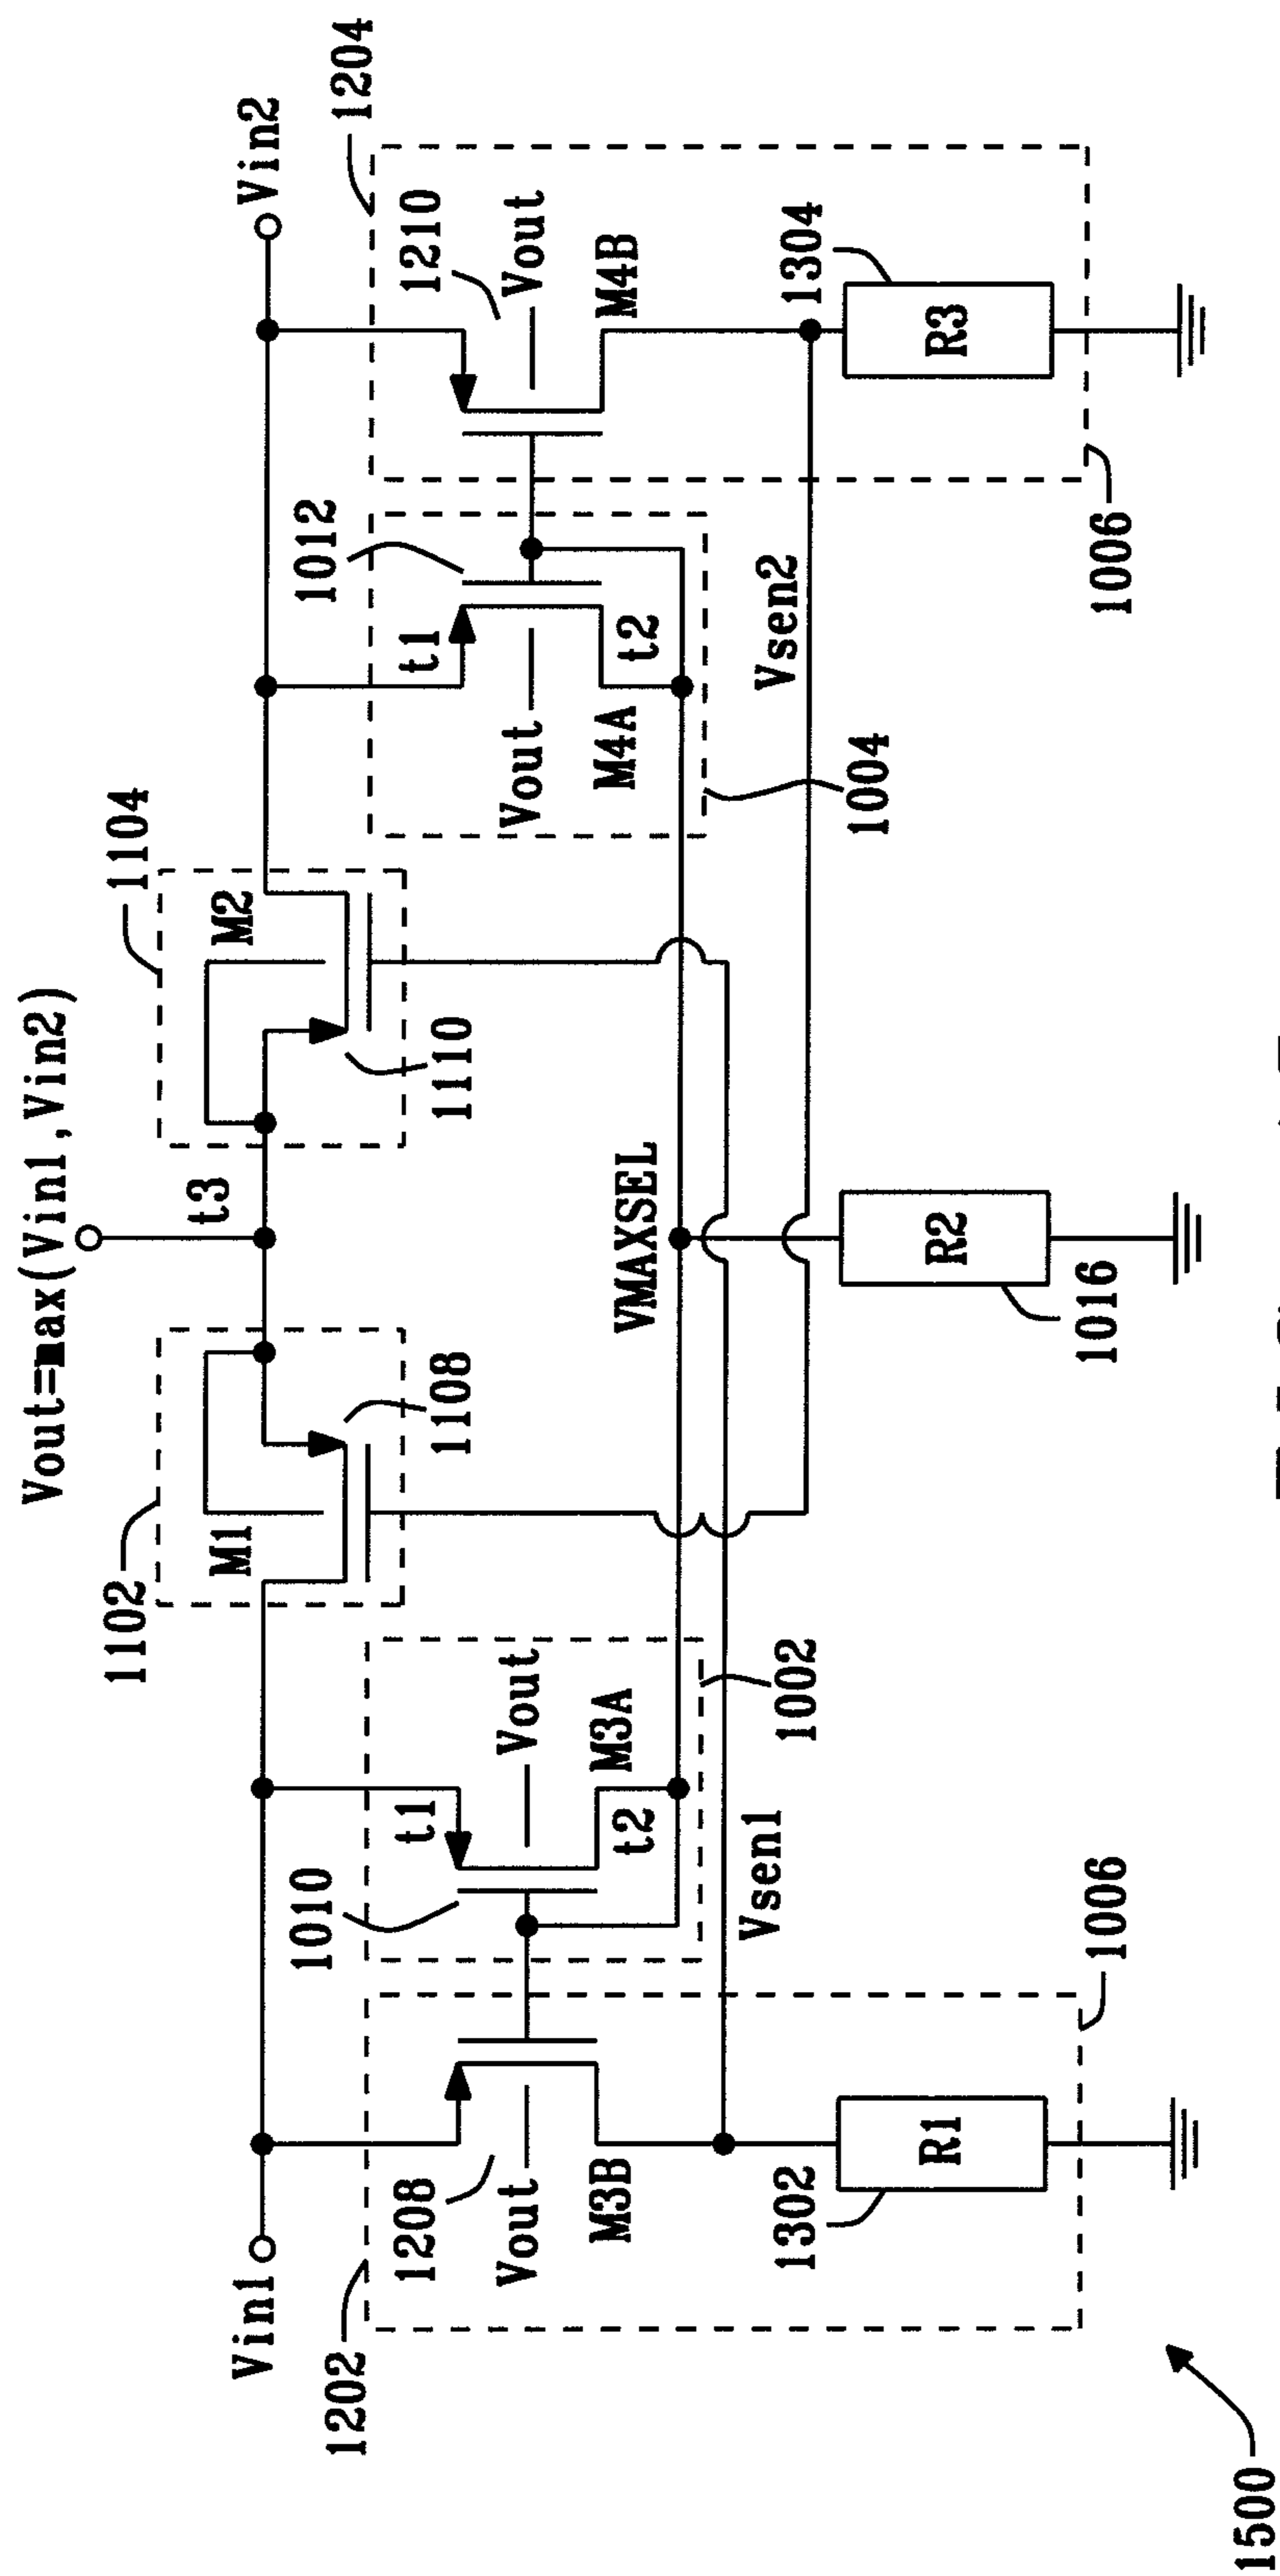 Vout=max(Vin1,Vin2)
1102
1104
1204
M1
t3
M2
Vin1
Vin2
1202
1108
1110
1010
t1
1012
t1
1210
1208
Vout
Vout
Vout
Vout
M3B
M3A
t2
VMAXSEL
M4A
t2
M4B
Vsen1
1002
1004
Vsen2
1302
1304
R1
R2
R3
1006
1016
1006
1500